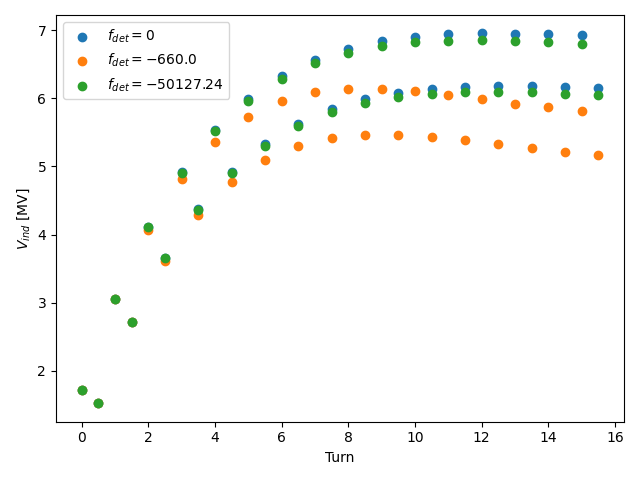 f_det = 0
f_det = −660.0
f_det = −50127.24
7
6
5
4
3
2
V_ind [MV]
0 2 4 6 8 10 12 14 16
Turn